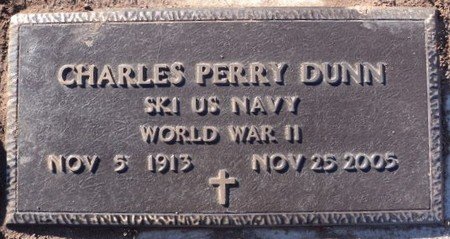 CHARLES PERRY DUNN
SK1 US NAVY
WORLD WAR II
NOV 5 1913 NOV 25 2005